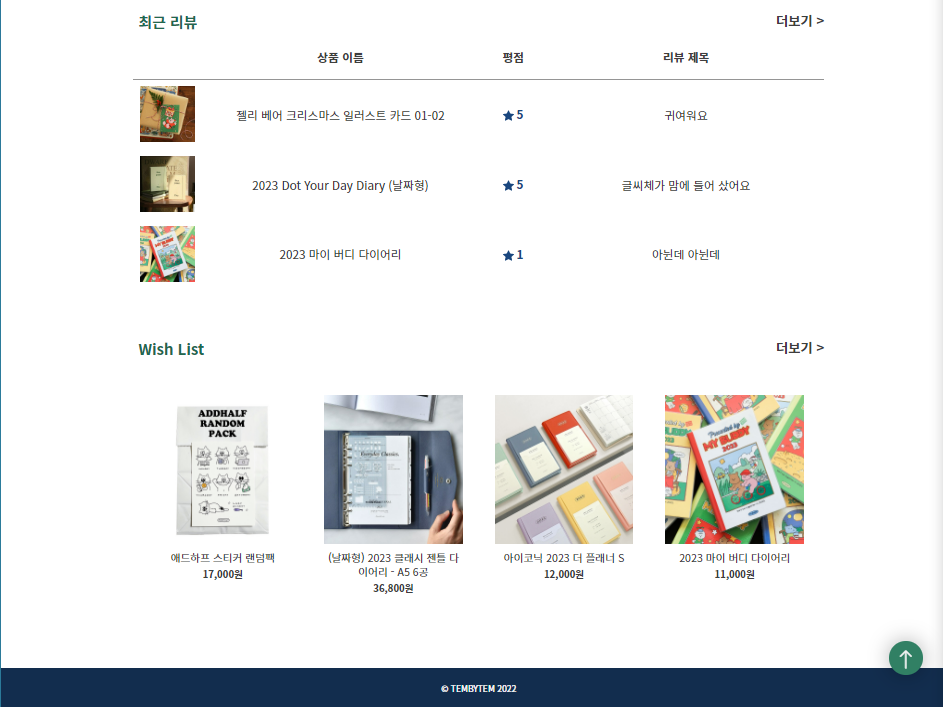 최근 리뷰
더보기 >
상품 이름 평점 리뷰 제목
젤리 베어 크리스마스 일러스트 카드 01-02 ★ 5 귀여워요
2023 Dot Your Day Diary (날짜형) ★ 5 글씨체가 맘에 들어 샀어요
2023 마이 버디 다이어리 ★ 1 아뉜데 아뉜데
Wish List
더보기 >
ADDHALF
RANDOM
PACK
Everyday Classics
MY BUDDY
2023
애드하프 스티커 랜덤팩
17,000원
(날짜형) 2023 클래시 젠틀 다
이어리 - A5 6공
36,800원
아이코닉 2023 더 플래너 S
12,000원
2023 마이 버디 다이어리
11,000원
© TEMBYTEM 2022